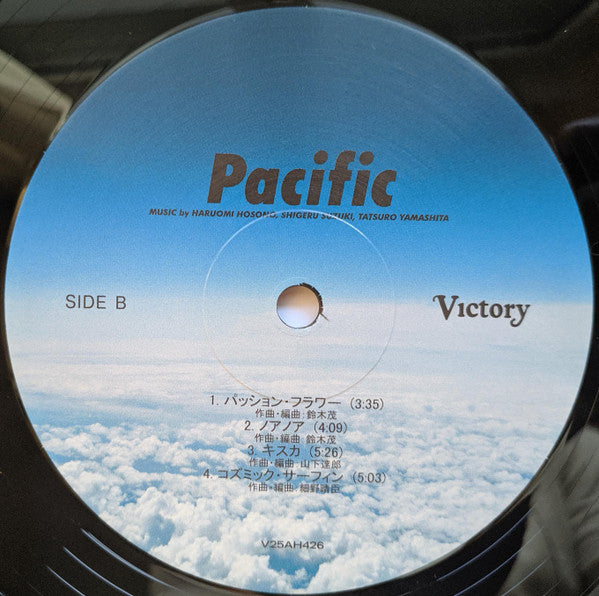 Pacific
MUSIC by HARUOMI HOSONO, SHIGERU SUZUKI, TATSURO YAMASHITA
SIDE B
Victory
1. パッション・フラワー (3:35)
作曲・編曲:鈴木茂
2. ノアノア (4:09)
作曲・編曲:鈴木茂
3. キスカ (5:26)
作曲・編曲:山下達郎
4. コズミック・サーフィン (5:03)
作曲・編曲:細野晴臣
V25AH426